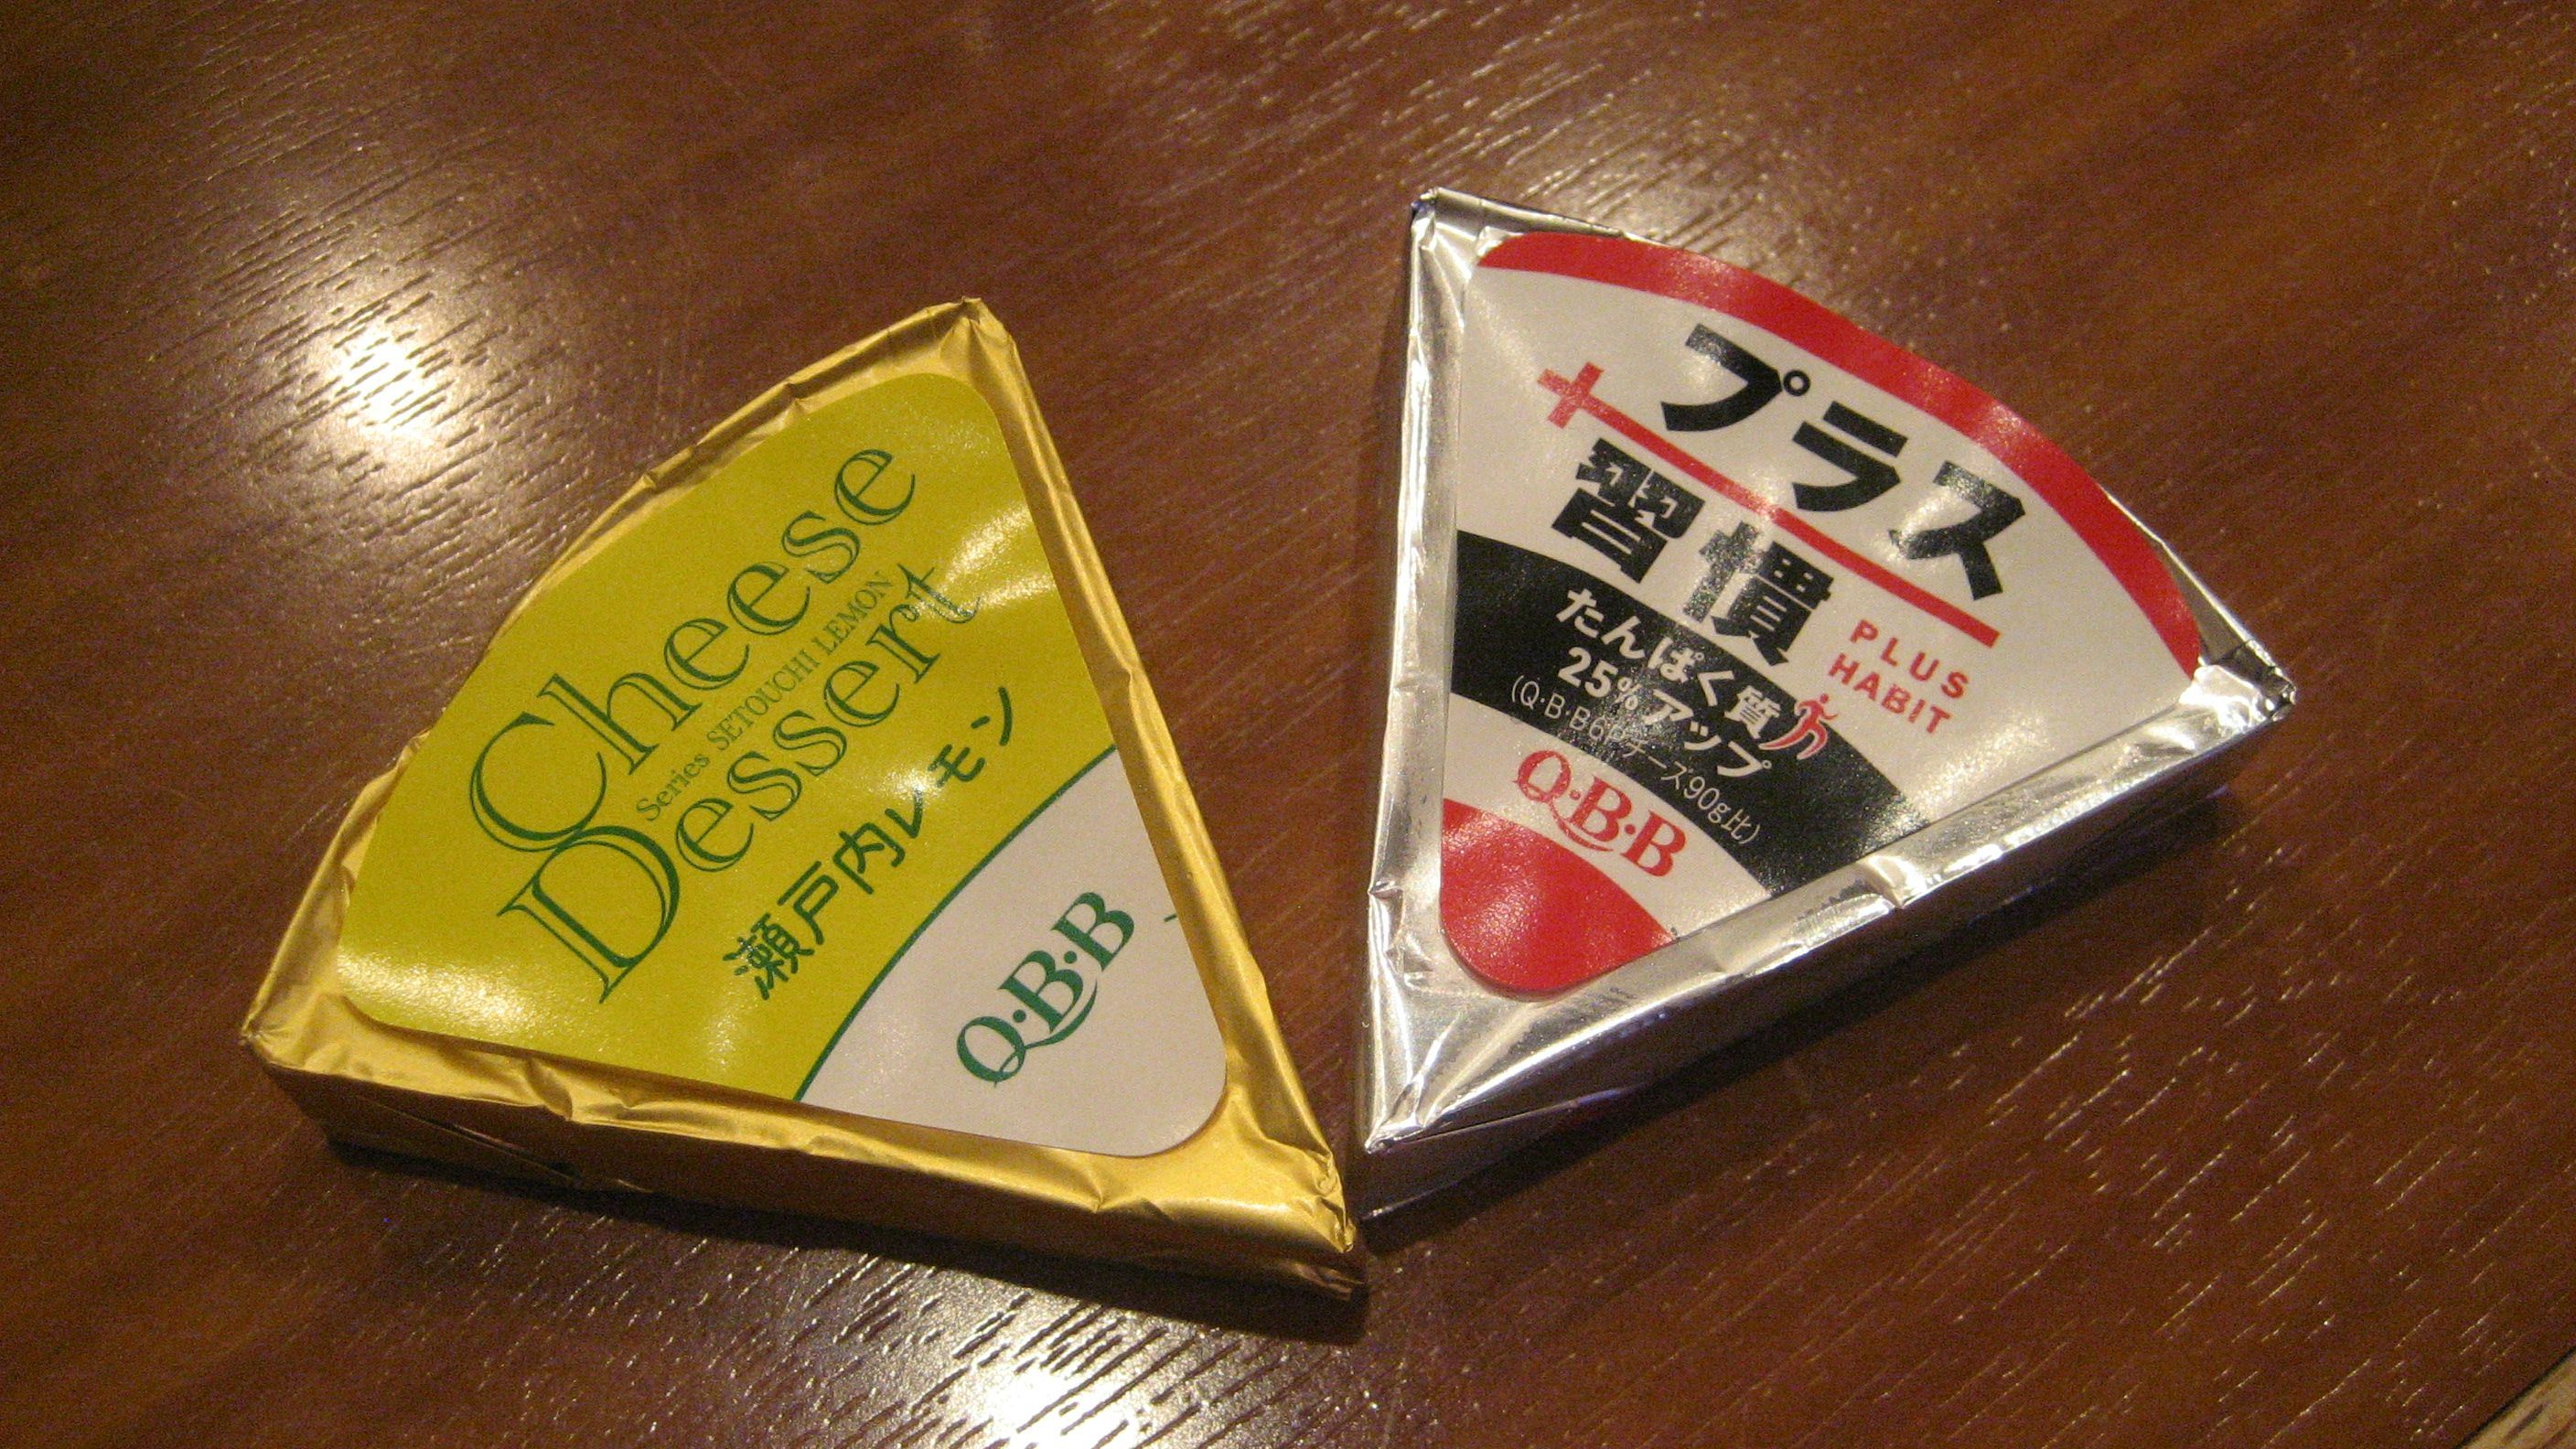 Cheese
Series SETOUCHI LEMON
Dessert
瀬戸内レモン
Q·B·B
プラス
+
習慣
PLUS
HABIT
たんぱく質
25%アップ
(Q·B·B6Pチーズ90g比)
Q·B·B